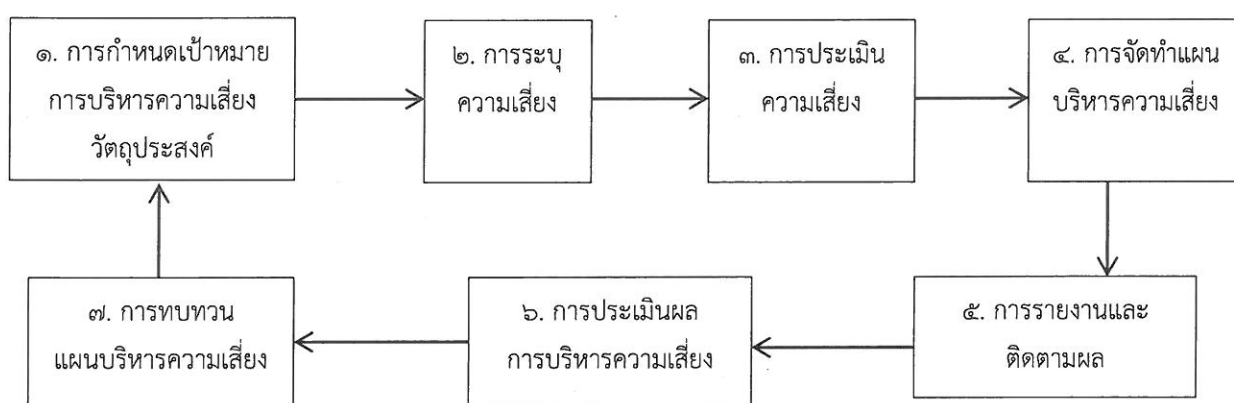 ๑. การกำหนดเป้าหมาย
การบริหารความเสี่ยง
วัตถุประสงค์
๒. การระบุ
ความเสี่ยง
๓. การประเมิน
ความเสี่ยง
๔. การจัดทำแผน
บริหารความเสี่ยง
๕. การรายงานและ
ติดตามผล
๖. การประเมินผล
การบริหารความเสี่ยง
๗. การทบทวน
แผนบริหารความเสี่ยง